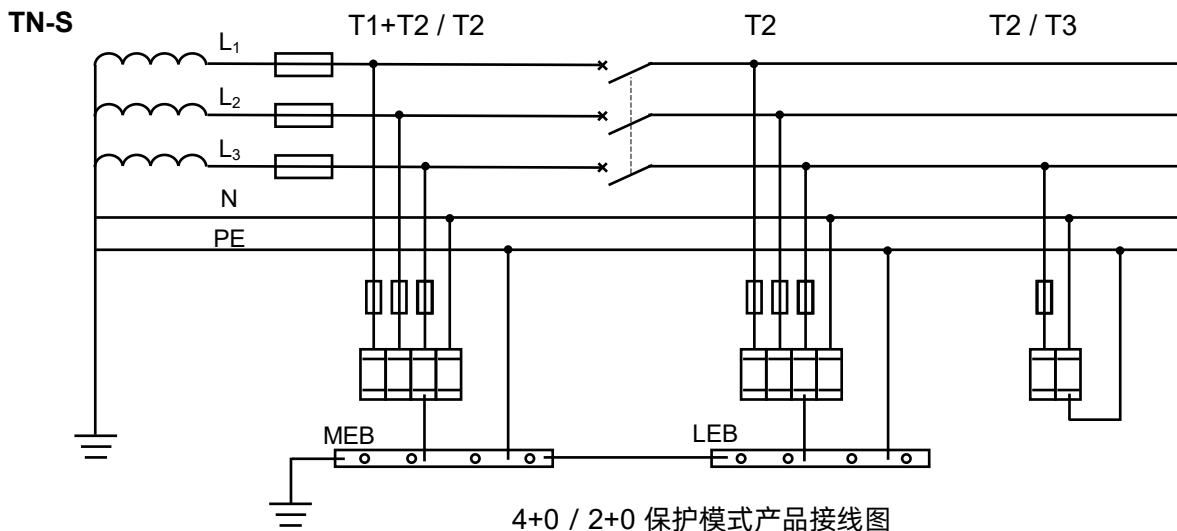 TN-S
T1+T2 / T2
T2
T2 / T3
L₁
L₂
L₃
N
PE
MEB
LEB
4+0 / 2+0 保护模式产品接线图